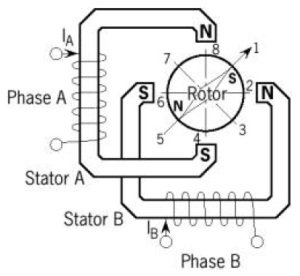 I_A
N
8
1
7
S
Phase A
S
6
Rotor
2
N
N
5
4
3
S
Stator A
Stator B
I_B
Phase B